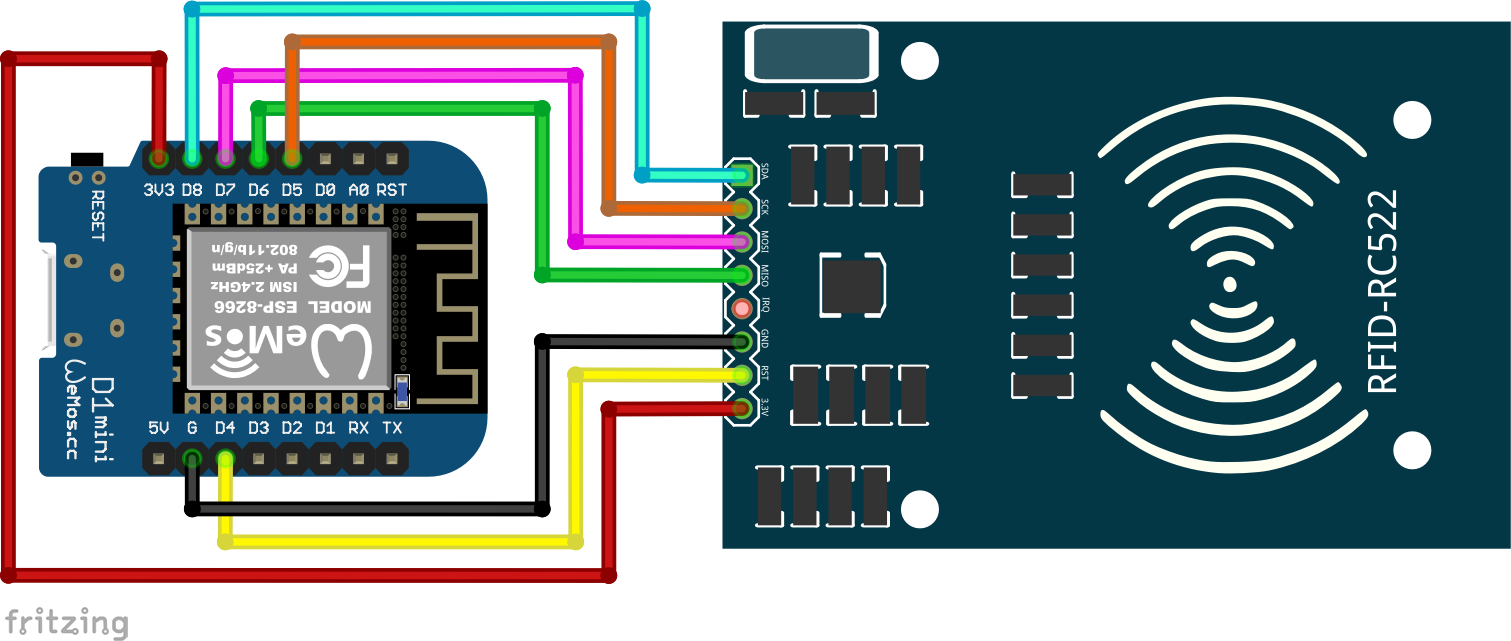 3V3 D8 D7 D6 D5 D0 A0 RST
RESET
802.11b/g/n
PA +25dBm
ISM 2.4GHz
MODEL ESP-8266
FC
WeMos
D1mini
WeMos.cc
5V G D4 D3 D2 D1 RX TX
SDA
SCK
MOSI
MISO
IRQ
GND
RST
3.3V
RFID-RC522
fritzing